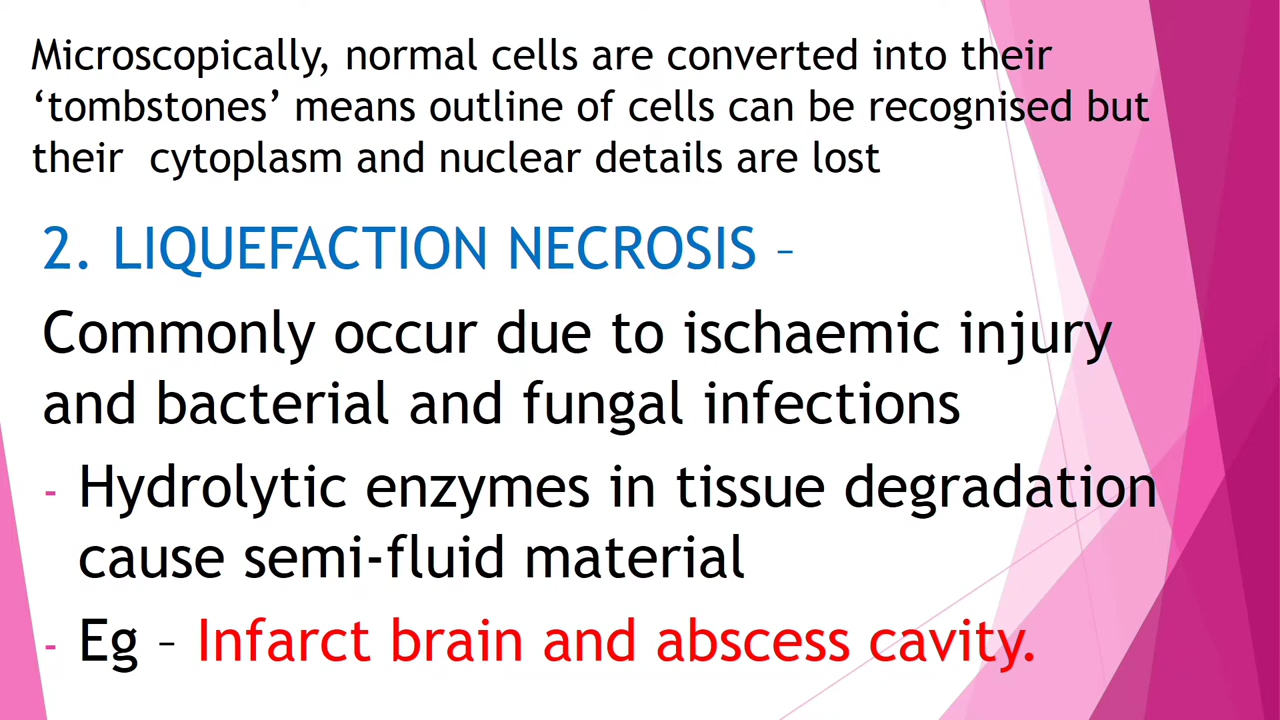 Microscopically, normal cells are converted into their
‘tombstones’ means outline of cells can be recognised but
their cytoplasm and nuclear details are lost
2. LIQUEFACTION NECROSIS –
Commonly occur due to ischaemic injury
and bacterial and fungal infections
- Hydrolytic enzymes in tissue degradation
cause semi-fluid material
- Eg – Infarct brain and abscess cavity.